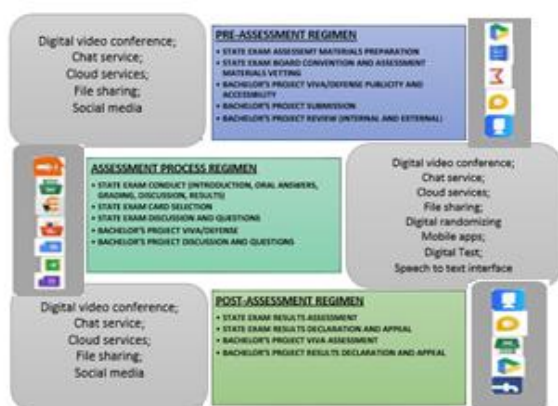 Digital video conference;
Chat service;
Cloud services;
File sharing;
Social media
PRE-ASSESSMENT REGIMEN
• STATE EXAM ASSESSEMT MATERIALS PREPARATION
• STATE EXAM BOARD CONVENTION AND ASSESSMENT
MATERIALS VETTING
• BACHELOR'S PROJECT VIVA/DEFENSE PUBLICITY AND
ACCESSIBILITY
• BACHELOR'S PROJECT SUBMISSION
• BACHELOR'S PROJECT REVIEW (INTERNAL AND EXTERNAL)
ASSESSMENT PROCESS REGIMEN
• STATE EXAM CONDUCT (INTRODUCTION, ORAL ANSWERS,
GRADING, DISCUSSION, RESULTS)
• STATE EXAM CARD SELECTION
• STATE EXAM DISCUSSION AND QUESTIONS
• BACHELOR'S PROJECT VIVA/DEFENSE
• BACHELOR'S PROJECT DISCUSSION AND QUESTIONS
Digital video conference;
Chat service;
Cloud services;
File sharing;
Digital randomizing
Mobile apps;
Digital Test;
Speech to text interface
Digital video conference;
Chat service;
Cloud services;
File sharing;
Social media
POST-ASSESSMENT REGIMEN
• STATE EXAM RESULTS ASSESSMENT
• STATE EXAM RESULTS DECLARATION AND APPEAL
• BACHELOR'S PROJECT VIVA ASSESSMENT
• BACHELOR'S PROJECT RESULTS DECLARATION AND APPEAL